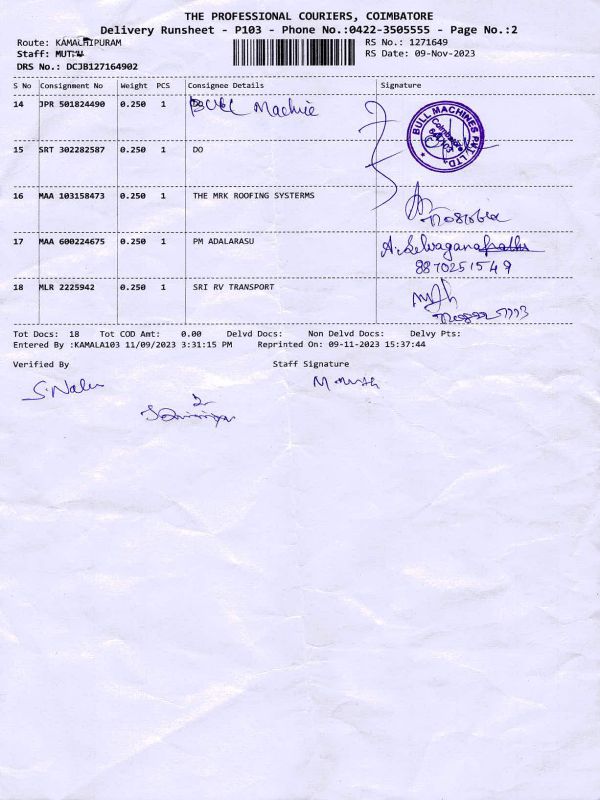 THE PROFESSIONAL COURIERS, COIMBATORE
Delivery Runsheet - P103 - Phone No.:0422-3505555 - Page No.:2
Route: KAMALHIPURAM RS No.: 1271649
Staff: RS Date: 09-Nov-2023
DRS No.: DCJB127164902
S No Consignment No Weight PCS Consignee Details Signature
14 JPR 501824490 0.250 1 BULL Machie
BULL MACHINES PVT. LTD. Coimbatore
15 SRT 302282587 0.250 1 DO
16 MAA 103158473 0.250 1 THE MRK ROOFING SYSTERMS
17 MAA 600224675 0.250 1 PM ADALARASU A. Selvaganapathi
8870251549
18 MLR 2225942 0.250 1 SRI RV TRANSPORT
Tot Docs: 18 Tot COD Amt: 0.00 Delvd Docs: Non Delvd Docs: Delvy Pts:
Entered By :KAMALA103 11/09/2023 3:31:15 PM Reprinted On: 09-11-2023 15:37:44
Verified By Staff Signature